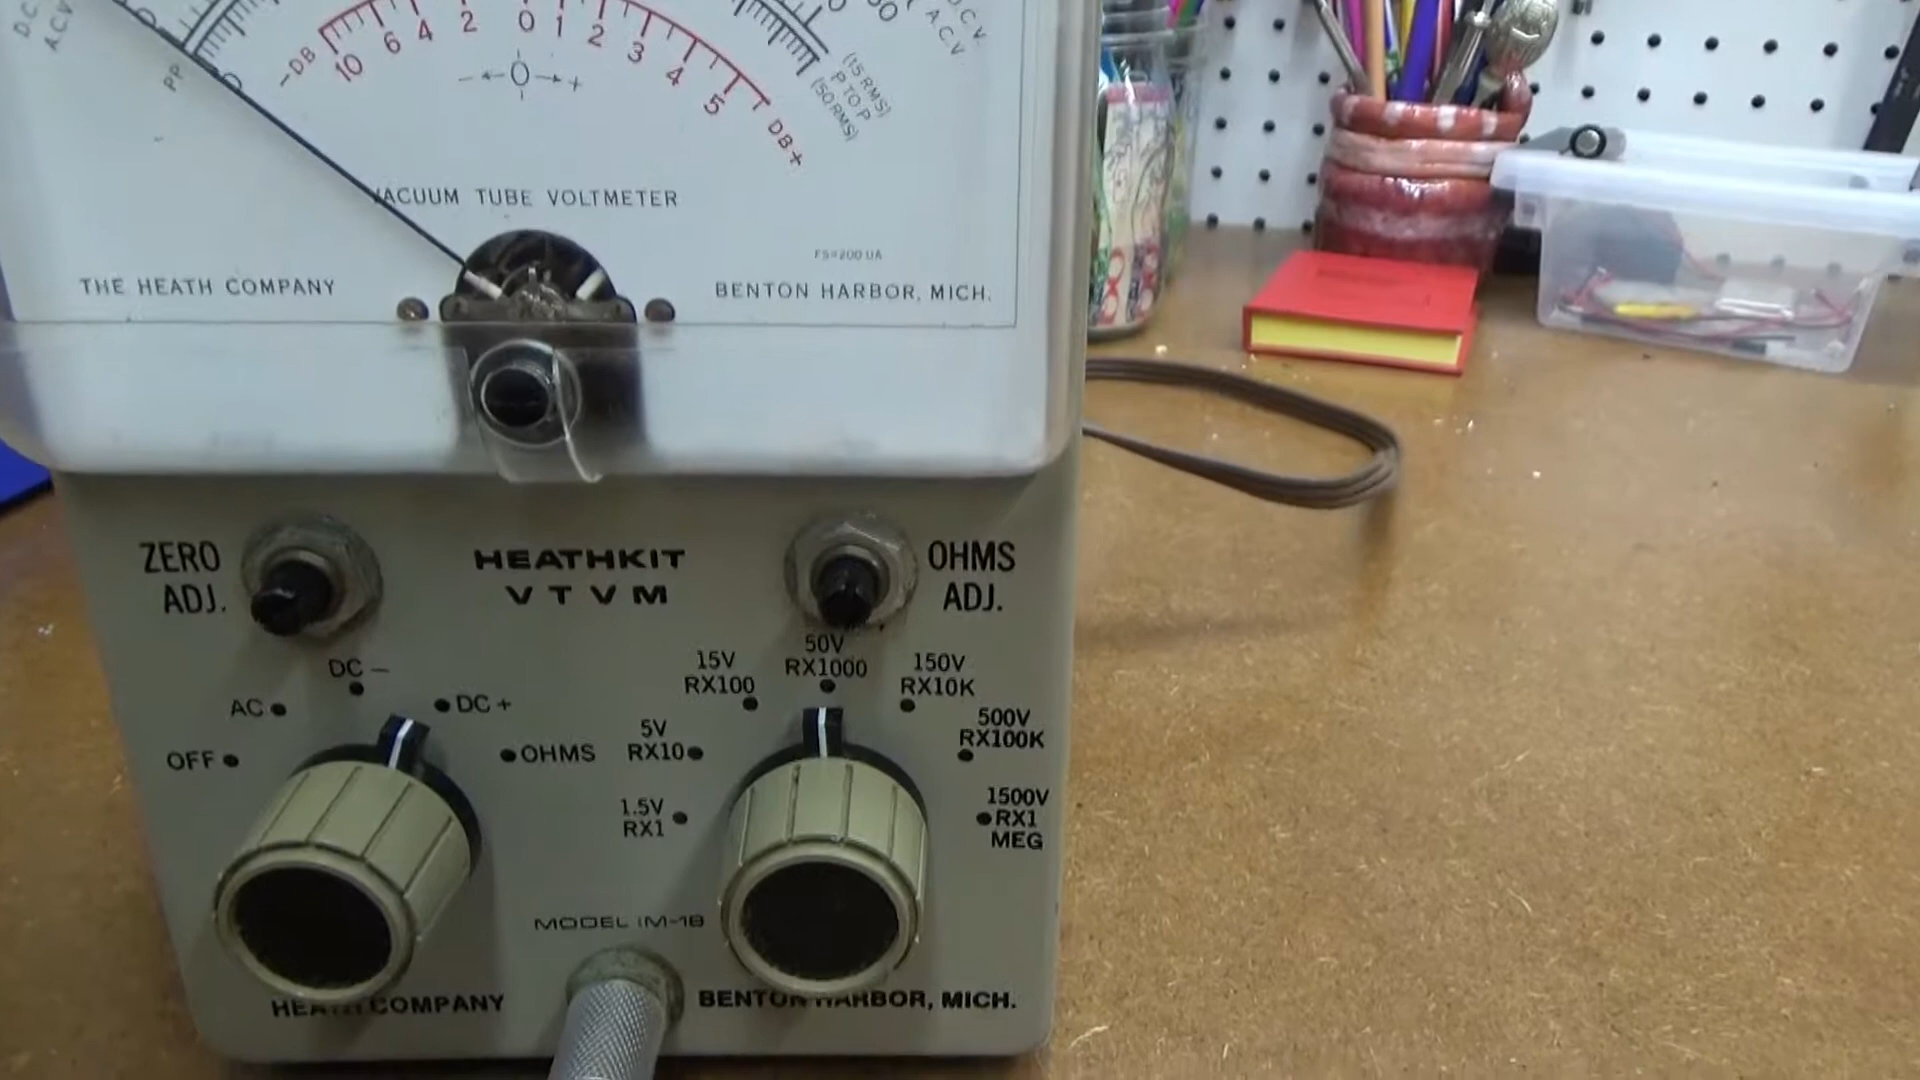 D.C.
A.C.V.
D.C.V.
A.C.V.
-DB 10 6 4 2 0 1 2 3 4 5 DB+
- 0 +
PP
(15 RMS)
P TO P
(50 RMS)
VACUUM TUBE VOLTMETER
FS=200 UA
THE HEATH COMPANY
BENTON HARBOR, MICH.
ZERO
ADJ.
HEATHKIT
VTVM
OHMS
ADJ.
OFF
AC
DC -
DC +
OHMS
1.5V
RX1
5V
RX10
15V
RX100
50V
RX1000
150V
RX10K
500V
RX100K
1500V
RX1
MEG
MODEL IM-18
HEATH COMPANY
BENTON HARBOR, MICH.